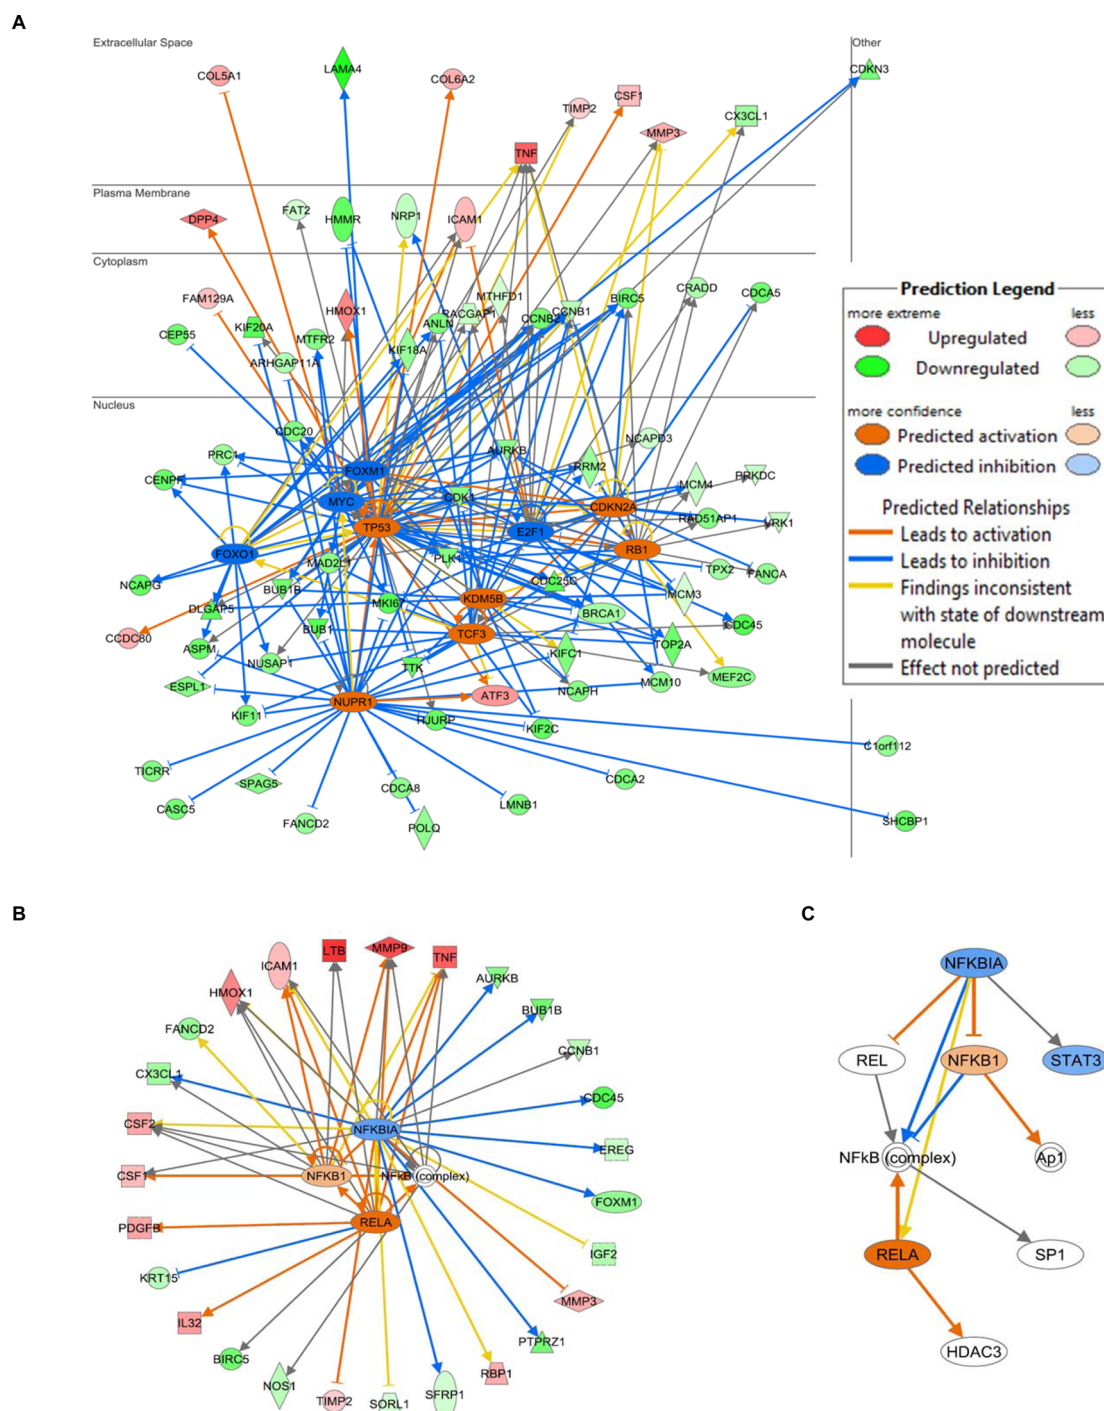 A
Extracellular Space
Other
COL5A1
LAMA4
COL6A2
CDKN3
TIMP2
CSF1
CX3CL1
MMP3
TNF
Plasma Membrane
DPP4
FAT2
HMMR
NRP1
ICAM1
Cytoplasm
FAM129A
HMOX1
MTHFD1
RACGAP1
CCNB2
CCNB1
BIRC5
CRADD
CDCA5
CEP55
KIF20A
MTFR2
ANLN
KIF18A
ARHGAP11A
Prediction Legend
more extreme
less
Upregulated
Downregulated
more confidence
less
Predicted activation
Predicted inhibition
Predicted Relationships
Leads to activation
Leads to inhibition
Findings inconsistent
with state of downstream
molecule
Effect not predicted
Nucleus
CDC20
PRC1
CENPF
FOXM1
AURKB
NCAPD3
RRM2
MCM4
PRKDC
MYC
CDK1
CDKN2A
RAD51AP1
VRK1
TP53
E2F1
RB1
FOXO1
MAD2L1
PLK1
TPX2
FANCA
NCAPG
BUB1B
CDC25C
MCM3
DLGAP5
MKI67
KDM5B
BRCA1
CDC45
CCDC80
BUB1
TCF3
TOP2A
ASPM
NUSAP1
TTK
KIFC1
MEF2C
ESPL1
NCAPH
MCM10
NUPR1
ATF3
KIF11
HJURP
KIF2C
C1orf112
TICRR
SPAG5
CDCA8
CDCA2
CASC5
LMNB1
FANCD2
POLQ
SHCBP1
B
LTB
MMP9
TNF
ICAM1
AURKB
HMOX1
BUB1B
FANCD2
CCNB1
CX3CL1
CDC45
CSF2
NFKBIA
EREG
CSF1
NFKB1
NFkB (complex)
FOXM1
PDGFB
RELA
IGF2
KRT15
MMP3
IL32
PTPRZ1
BIRC5
RBP1
NOS1
TIMP2
SORL1
SFRP1
C
NFKBIA
REL
NFKB1
STAT3
NFkB (complex)
Ap1
RELA
SP1
HDAC3